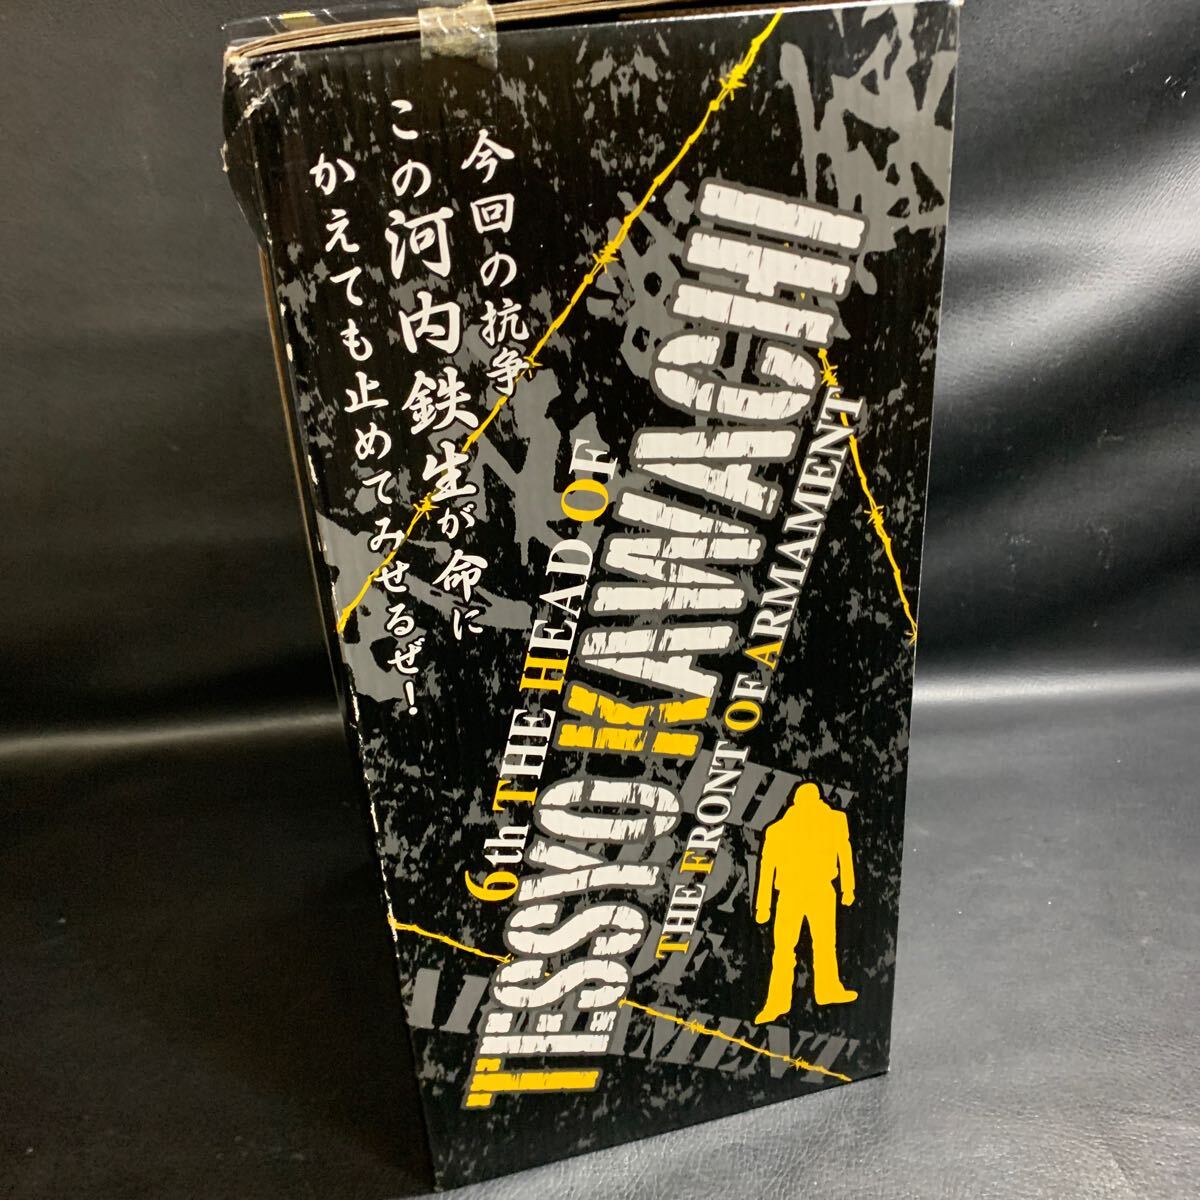 今回の抗争
この河内鉄生が命に
かえても止めてみせるぜ!
6th THE HEAD OF
TESSYO KAWACHI
THE FRONT OF ARMAMENT